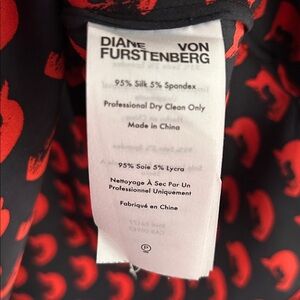 DIANE VON
FURSTENBERG
95% Silk 5% Spandex
Professional Dry Clean Only
Made in China
95% Soie 5% Lycra
Nettoyage À Sec Par Un
Professionnel Uniquement
Fabriqué en Chine
P